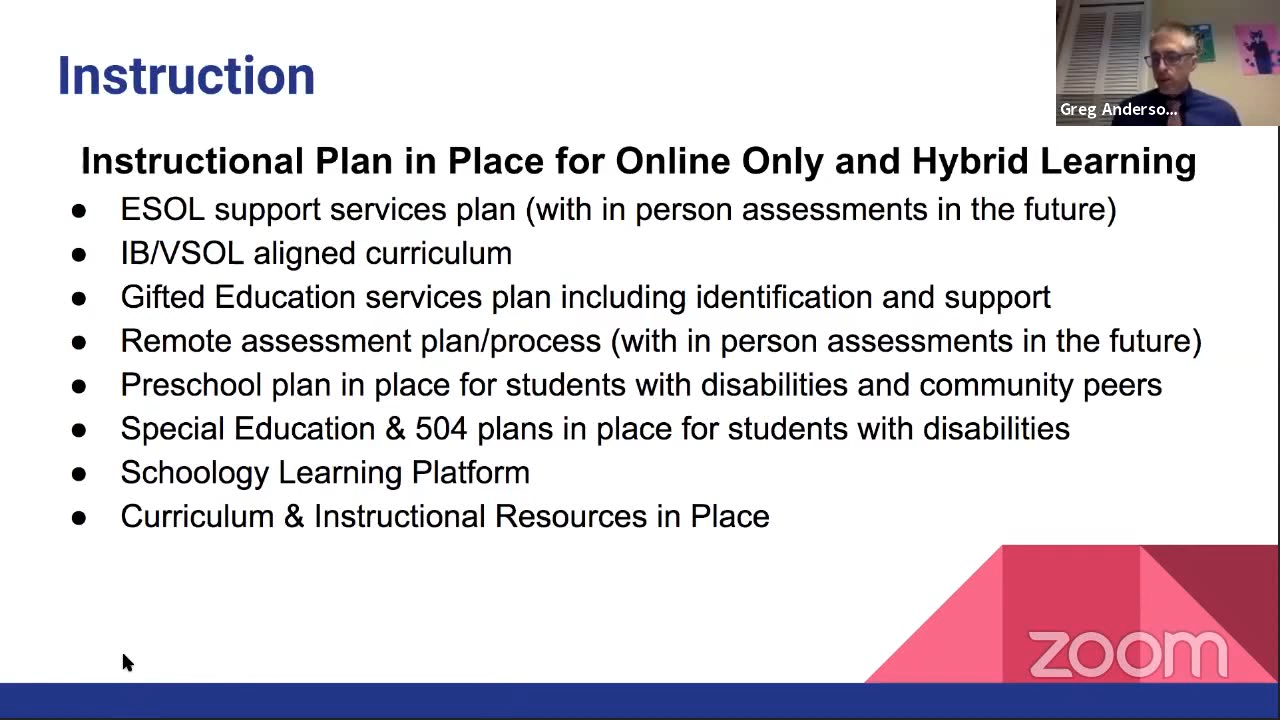 Instruction
Greg Anderso...
Instructional Plan in Place for Online Only and Hybrid Learning
● ESOL support services plan (with in person assessments in the future)
● IB/VSOL aligned curriculum
● Gifted Education services plan including identification and support
● Remote assessment plan/process (with in person assessments in the future)
● Preschool plan in place for students with disabilities and community peers
● Special Education & 504 plans in place for students with disabilities
● Schoology Learning Platform
● Curriculum & Instructional Resources in Place
zoom